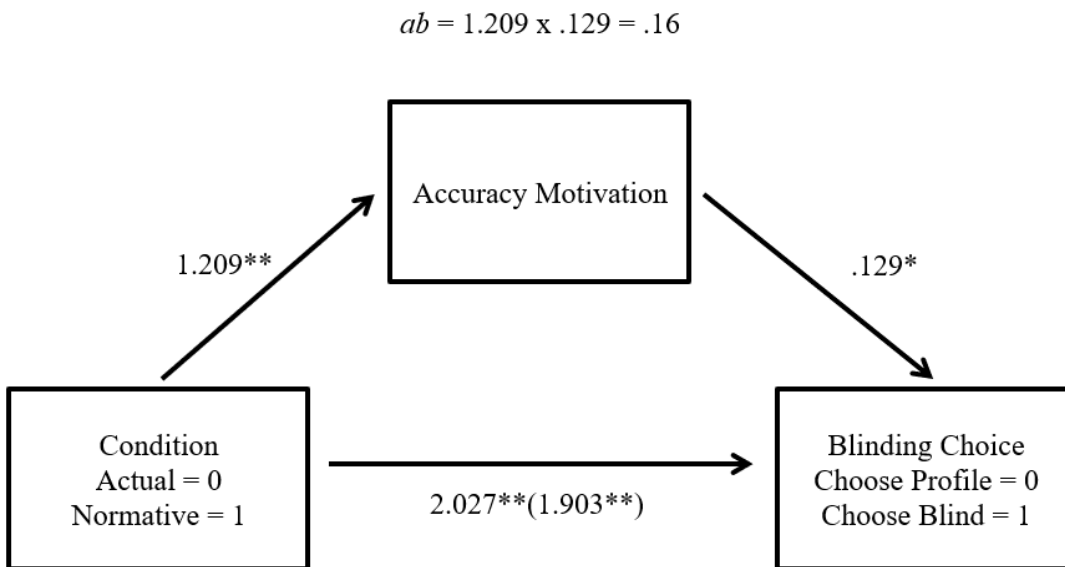 ab = 1.209 x .129 = .16
Accuracy Motivation
1.209**
.129*
Condition
Actual = 0
Normative = 1
2.027**(1.903**)
Blinding Choice
Choose Profile = 0
Choose Blind = 1